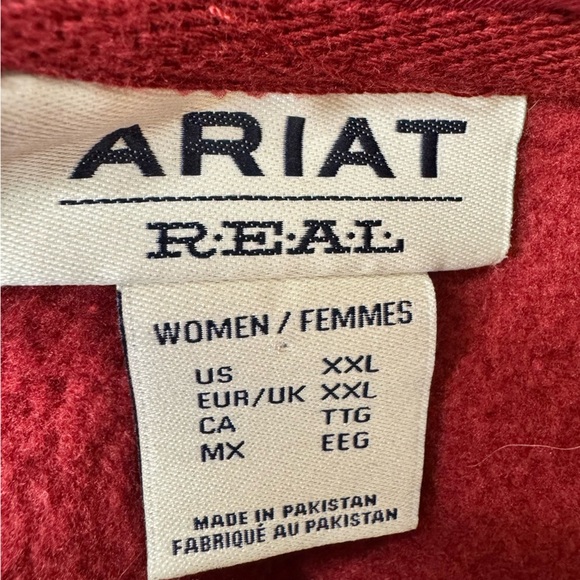 ARIAT
R·E·A·L
WOMEN / FEMMES
US XXL
EUR/UK XXL
CA TTG
MX EEG
MADE IN PAKISTAN
FABRIQUÉ AU PAKISTAN